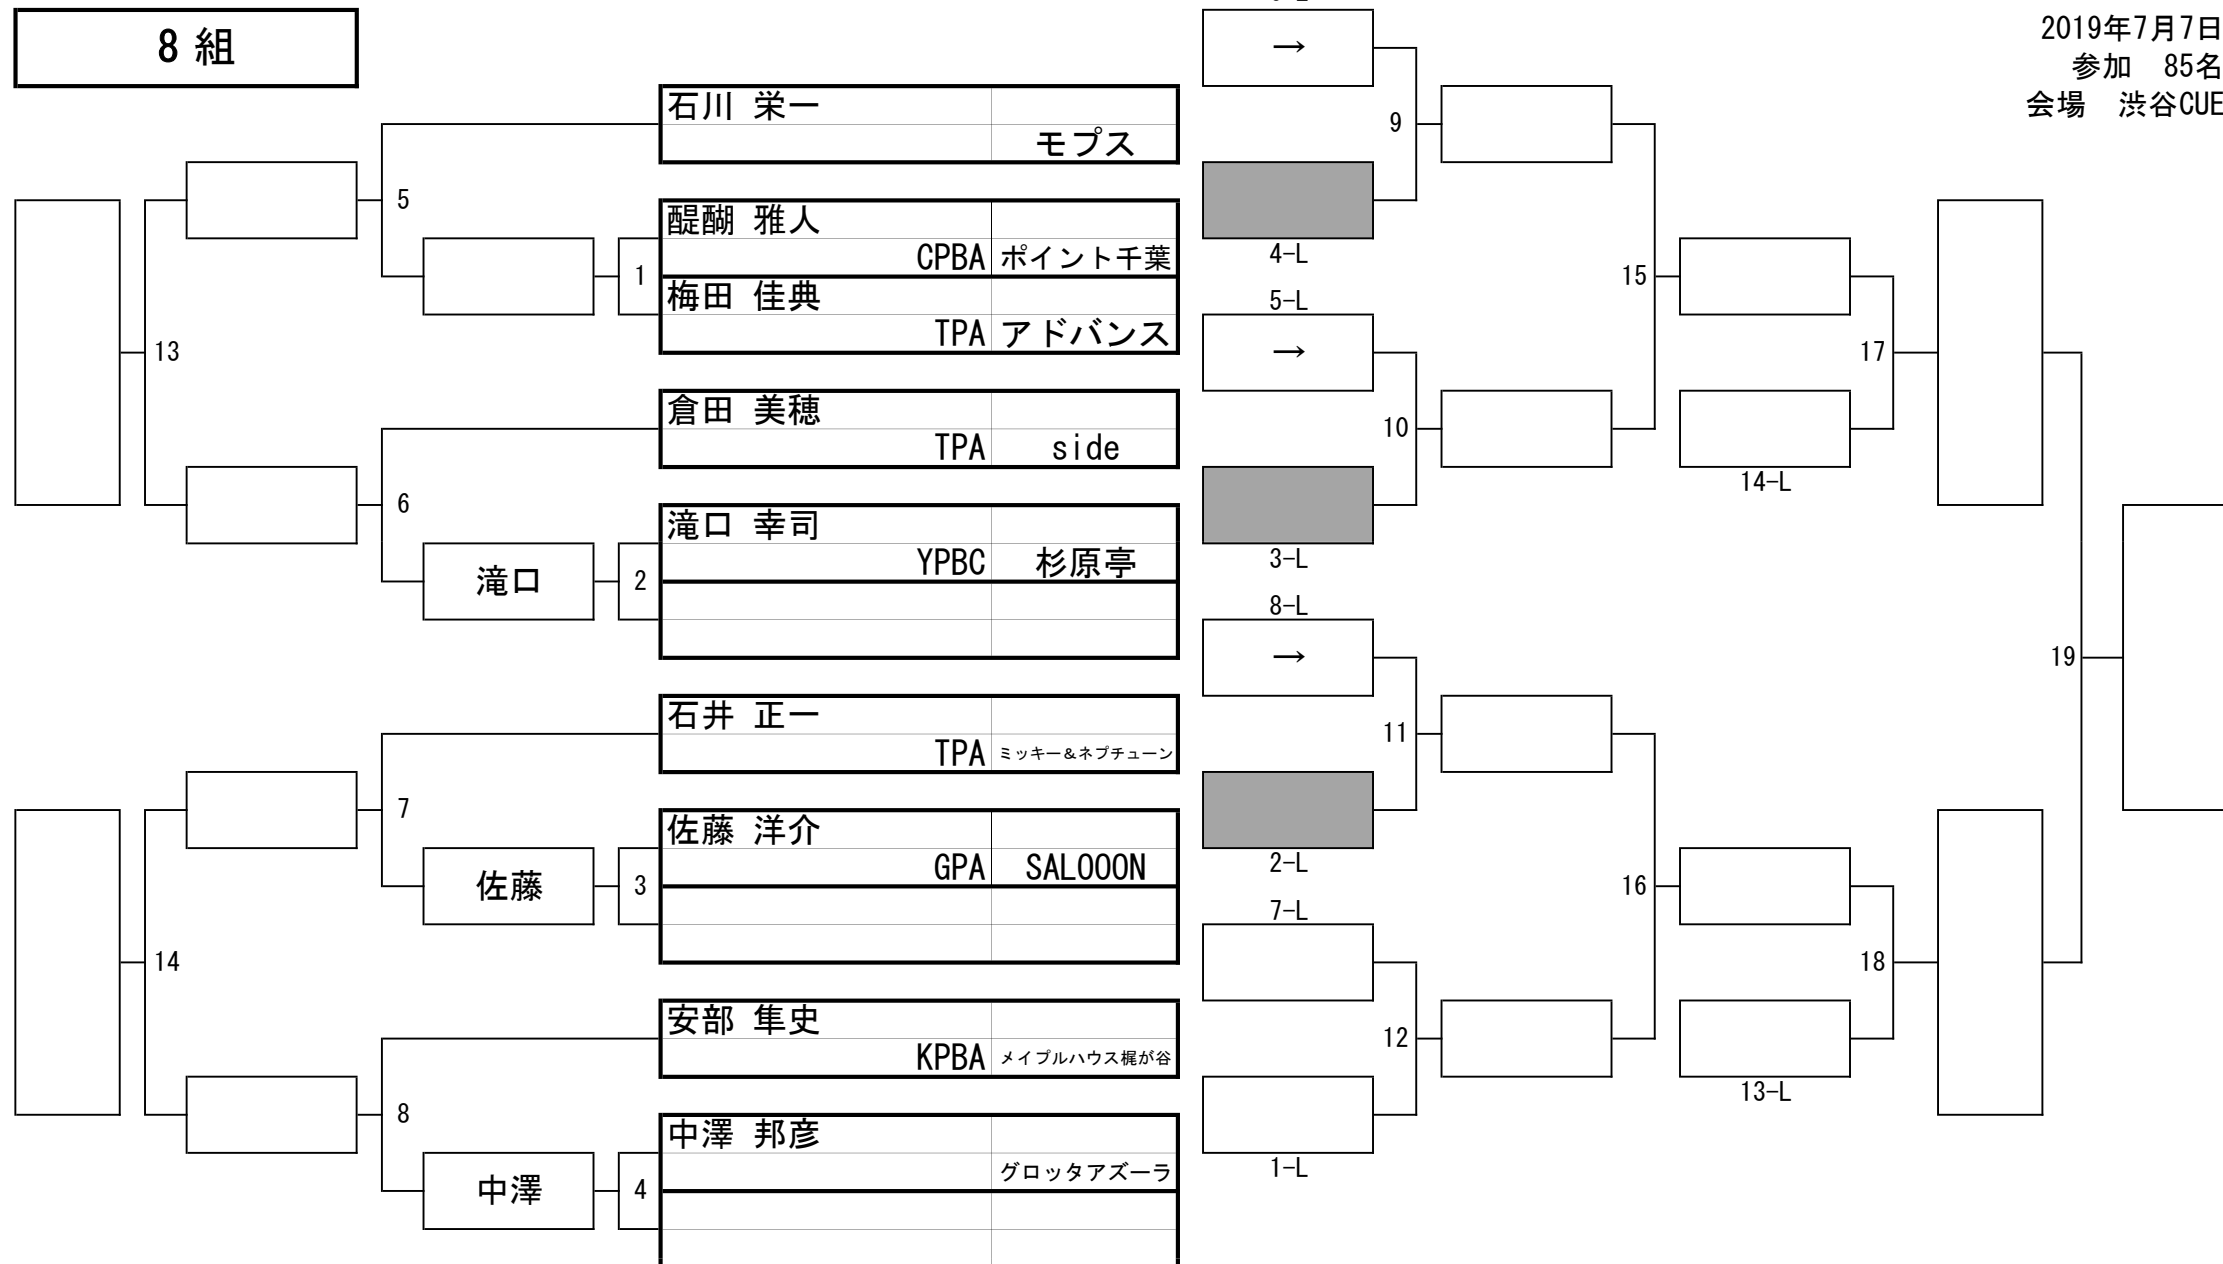 8 組
2019年7月7日
参加　85名
会場　渋谷CUE
石川 栄一
モプス
5
醍醐 雅人
CPBA ポイント千葉
1
梅田 佳典
TPA アドバンス
13
倉田 美穂
TPA side
6
滝口 幸司
YPBC 杉原亭
滝口
2
石井 正一
TPA ミッキー＆ネプチューン
7
佐藤 洋介
GPA SALOOON
佐藤
3
14
安部 隼史
KPBA メイプルハウス梶が谷
8
中澤 邦彦
グロッタアズーラ
中澤
4
→
9
4-L
5-L
→
10
3-L
8-L
→
11
2-L
7-L
12
1-L
15
17
14-L
16
18
13-L
19